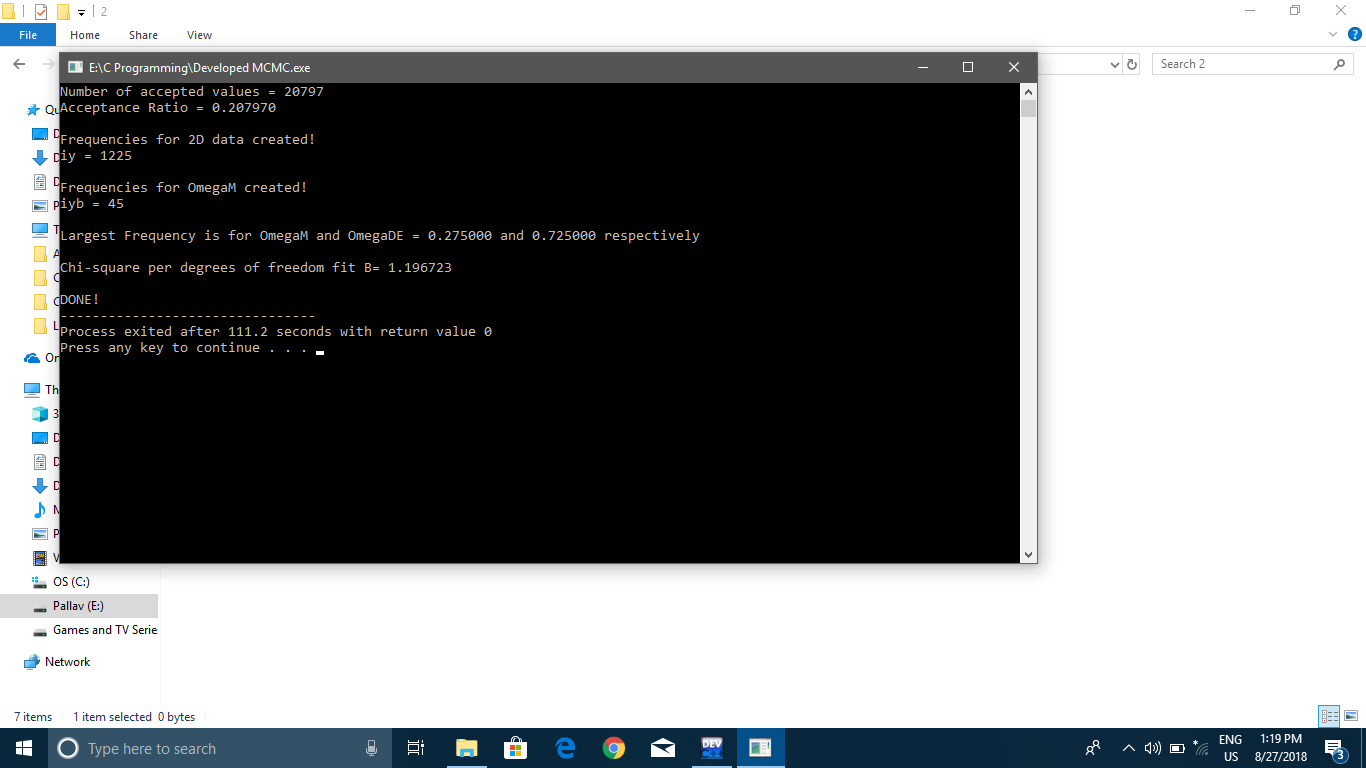 2
File Home Share View
E:\C Programming\Developed MCMC.exe
Search 2
Number of accepted values = 20797
Acceptance Ratio = 0.207970
Frequencies for 2D data created!
iy = 1225
Frequencies for OmegaM created!
iyb = 45
Largest Frequency is for OmegaM and OmegaDE = 0.275000 and 0.725000 respectively
Chi-square per degrees of freedom fit B= 1.196723
DONE!
--------------------------------
Process exited after 111.2 seconds with return value 0
Press any key to continue . . .
OS (C:)
Pallav (E:)
Games and TV Serie
Network
7 items 1 item selected 0 bytes
Type here to search
DEV
ENG
US
1:19 PM
8/27/2018
3